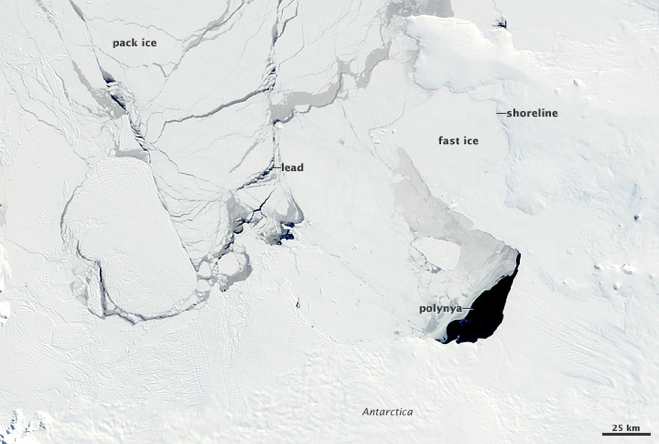 pack ice
shoreline
fast ice
lead
polynya
Antarctica
25 km